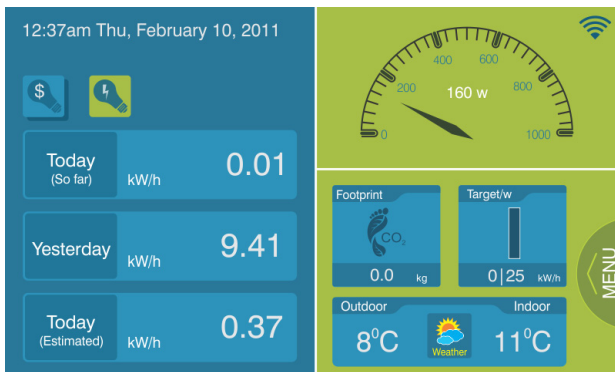 12:37am Thu, February 10, 2011
$
Today
(So far)
kW/h
0.01
Yesterday
kW/h
9.41
Today
(Estimated)
kW/h
0.37
0
200
400
600
800
1000
160 w
Footprint
CO₂
0.0 kg
Target/w
0|25 kW/h
MENU
Outdoor
Indoor
8⁰C
Weather
11⁰C